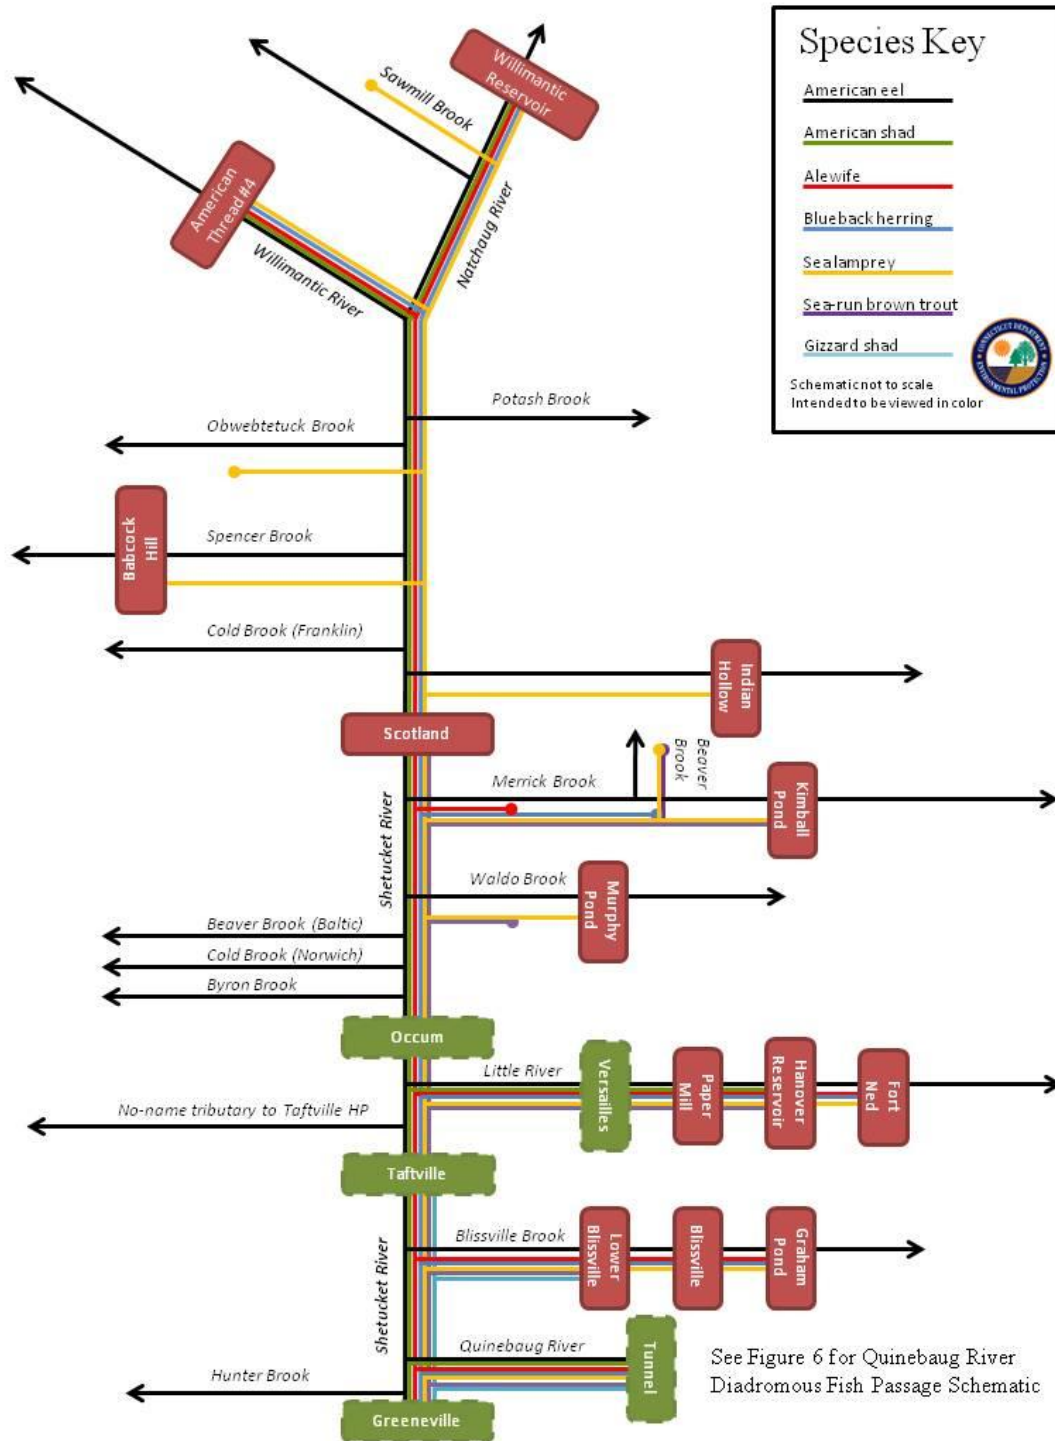 Species Key
American eel
American shad
Alewife
Blueback herring
Sea lamprey
Sea-run brown trout
Gizzard shad
Schematic not to scale
Intended to be viewed in color
CONNECTICUT DEPARTMENT
ENVIRONMENTAL PROTECTION
Willimantic
Reservoir
Sawmill Brook
American
Thread #4
Willimantic River
Natchaug River
Potash Brook
Obwebtetuck Brook
Babcock
Hill
Spencer Brook
Cold Brook (Franklin)
Indian
Hollow
Scotland
Beaver
Brook
Merrick Brook
Kimball
Pond
Shetucket River
Waldo Brook
Murphy
Pond
Beaver Brook (Baltic)
Cold Brook (Norwich)
Byron Brook
Occum
Little River
Versailles
Paper
Mill
Hanover
Reservoir
Fort
Ned
No-name tributary to Taftville HP
Taftville
Blissville Brook
Lower
Blissville
Blissville
Graham
Pond
Shetucket River
Quinebaug River
Tunnel
Hunter Brook
Greeneville
See Figure 6 for Quinebaug River
Diadromous Fish Passage Schematic